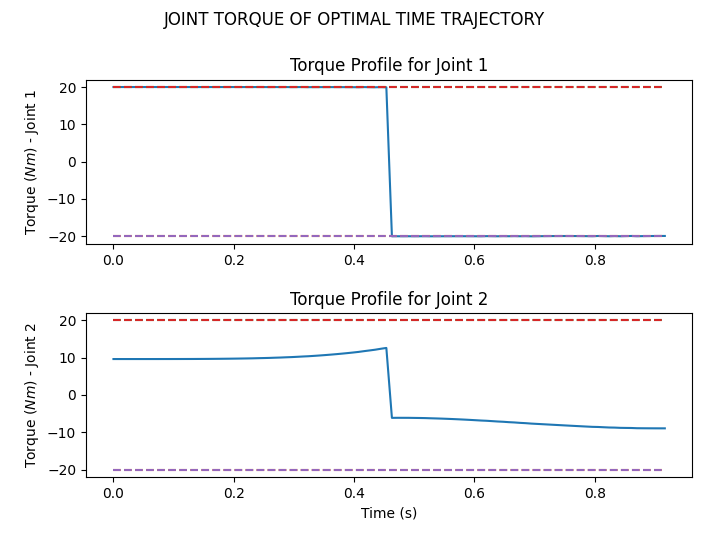 JOINT TORQUE OF OPTIMAL TIME TRAJECTORY
Torque Profile for Joint 1
Torque (Nm) - Joint 1
20
10
0
−10
−20
0.0 0.2 0.4 0.6 0.8
Torque Profile for Joint 2
Torque (Nm) - Joint 2
20
10
0
−10
−20
0.0 0.2 0.4 0.6 0.8
Time (s)